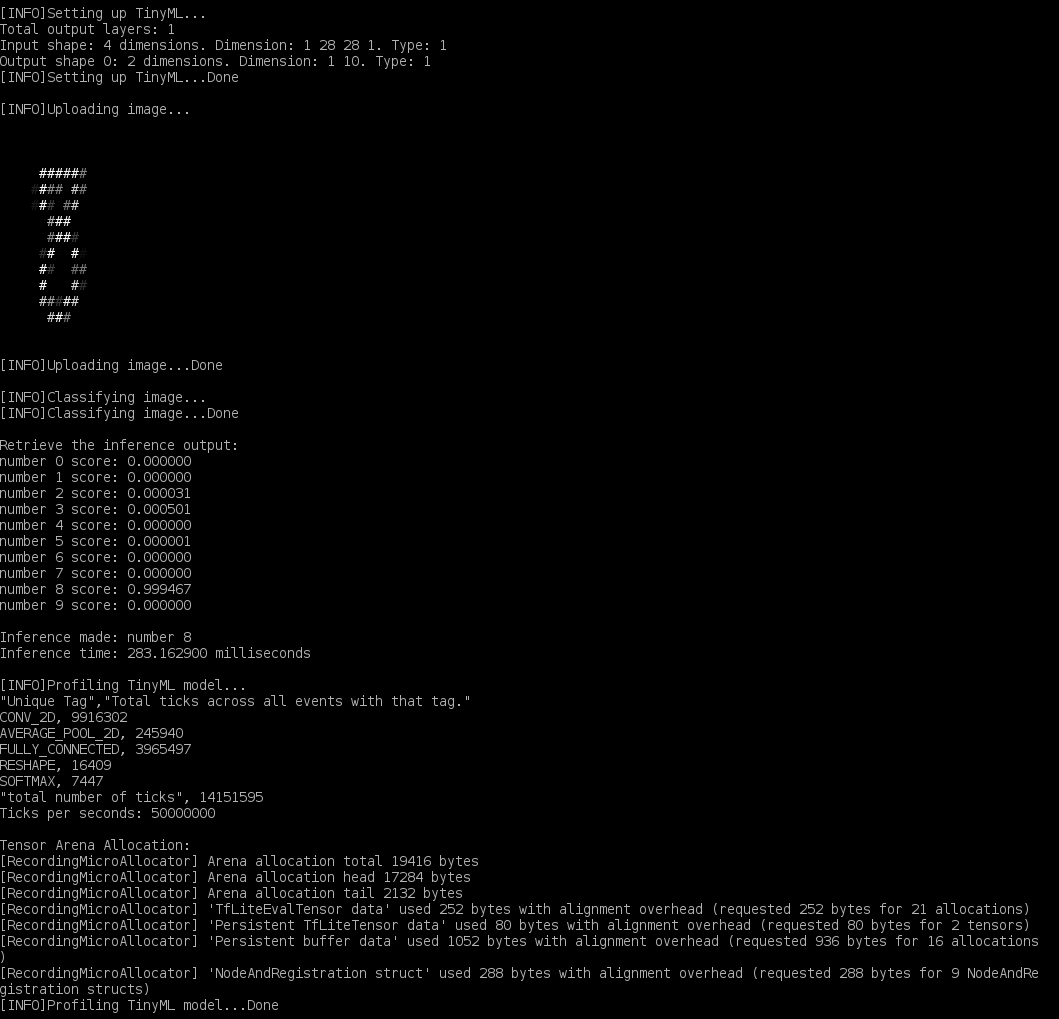 [INFO]Setting up TinyML...
Total output layers: 1
Input shape: 4 dimensions. Dimension: 1 28 28 1. Type: 1
Output shape 0: 2 dimensions. Dimension: 1 10. Type: 1
[INFO]Setting up TinyML...Done
[INFO]Uploading image...
######
#### ##
### ##
###
####
## ##
## ##
# ##
#####
###
[INFO]Uploading image...Done
[INFO]Classifying image...
[INFO]Classifying image...Done
Retrieve the inference output:
number 0 score: 0.000000
number 1 score: 0.000000
number 2 score: 0.000031
number 3 score: 0.000501
number 4 score: 0.000000
number 5 score: 0.000001
number 6 score: 0.000000
number 7 score: 0.000000
number 8 score: 0.999467
number 9 score: 0.000000
Inference made: number 8
Inference time: 283.162900 milliseconds
[INFO]Profiling TinyML model...
"Unique Tag","Total ticks across all events with that tag."
CONV_2D, 9916302
AVERAGE_POOL_2D, 245940
FULLY_CONNECTED, 3965497
RESHAPE, 16409
SOFTMAX, 7447
"total number of ticks", 14151595
Ticks per seconds: 50000000
Tensor Arena Allocation:
[RecordingMicroAllocator] Arena allocation total 19416 bytes
[RecordingMicroAllocator] Arena allocation head 17284 bytes
[RecordingMicroAllocator] Arena allocation tail 2132 bytes
[RecordingMicroAllocator] 'TfLiteEvalTensor data' used 252 bytes with alignment overhead (requested 252 bytes for 21 allocations)
[RecordingMicroAllocator] 'Persistent TfLiteTensor data' used 80 bytes with alignment overhead (requested 80 bytes for 2 tensors)
[RecordingMicroAllocator] 'Persistent buffer data' used 1052 bytes with alignment overhead (requested 936 bytes for 16 allocations
)
[RecordingMicroAllocator] 'NodeAndRegistration struct' used 288 bytes with alignment overhead (requested 288 bytes for 9 NodeAndRe
gistration structs)
[INFO]Profiling TinyML model...Done